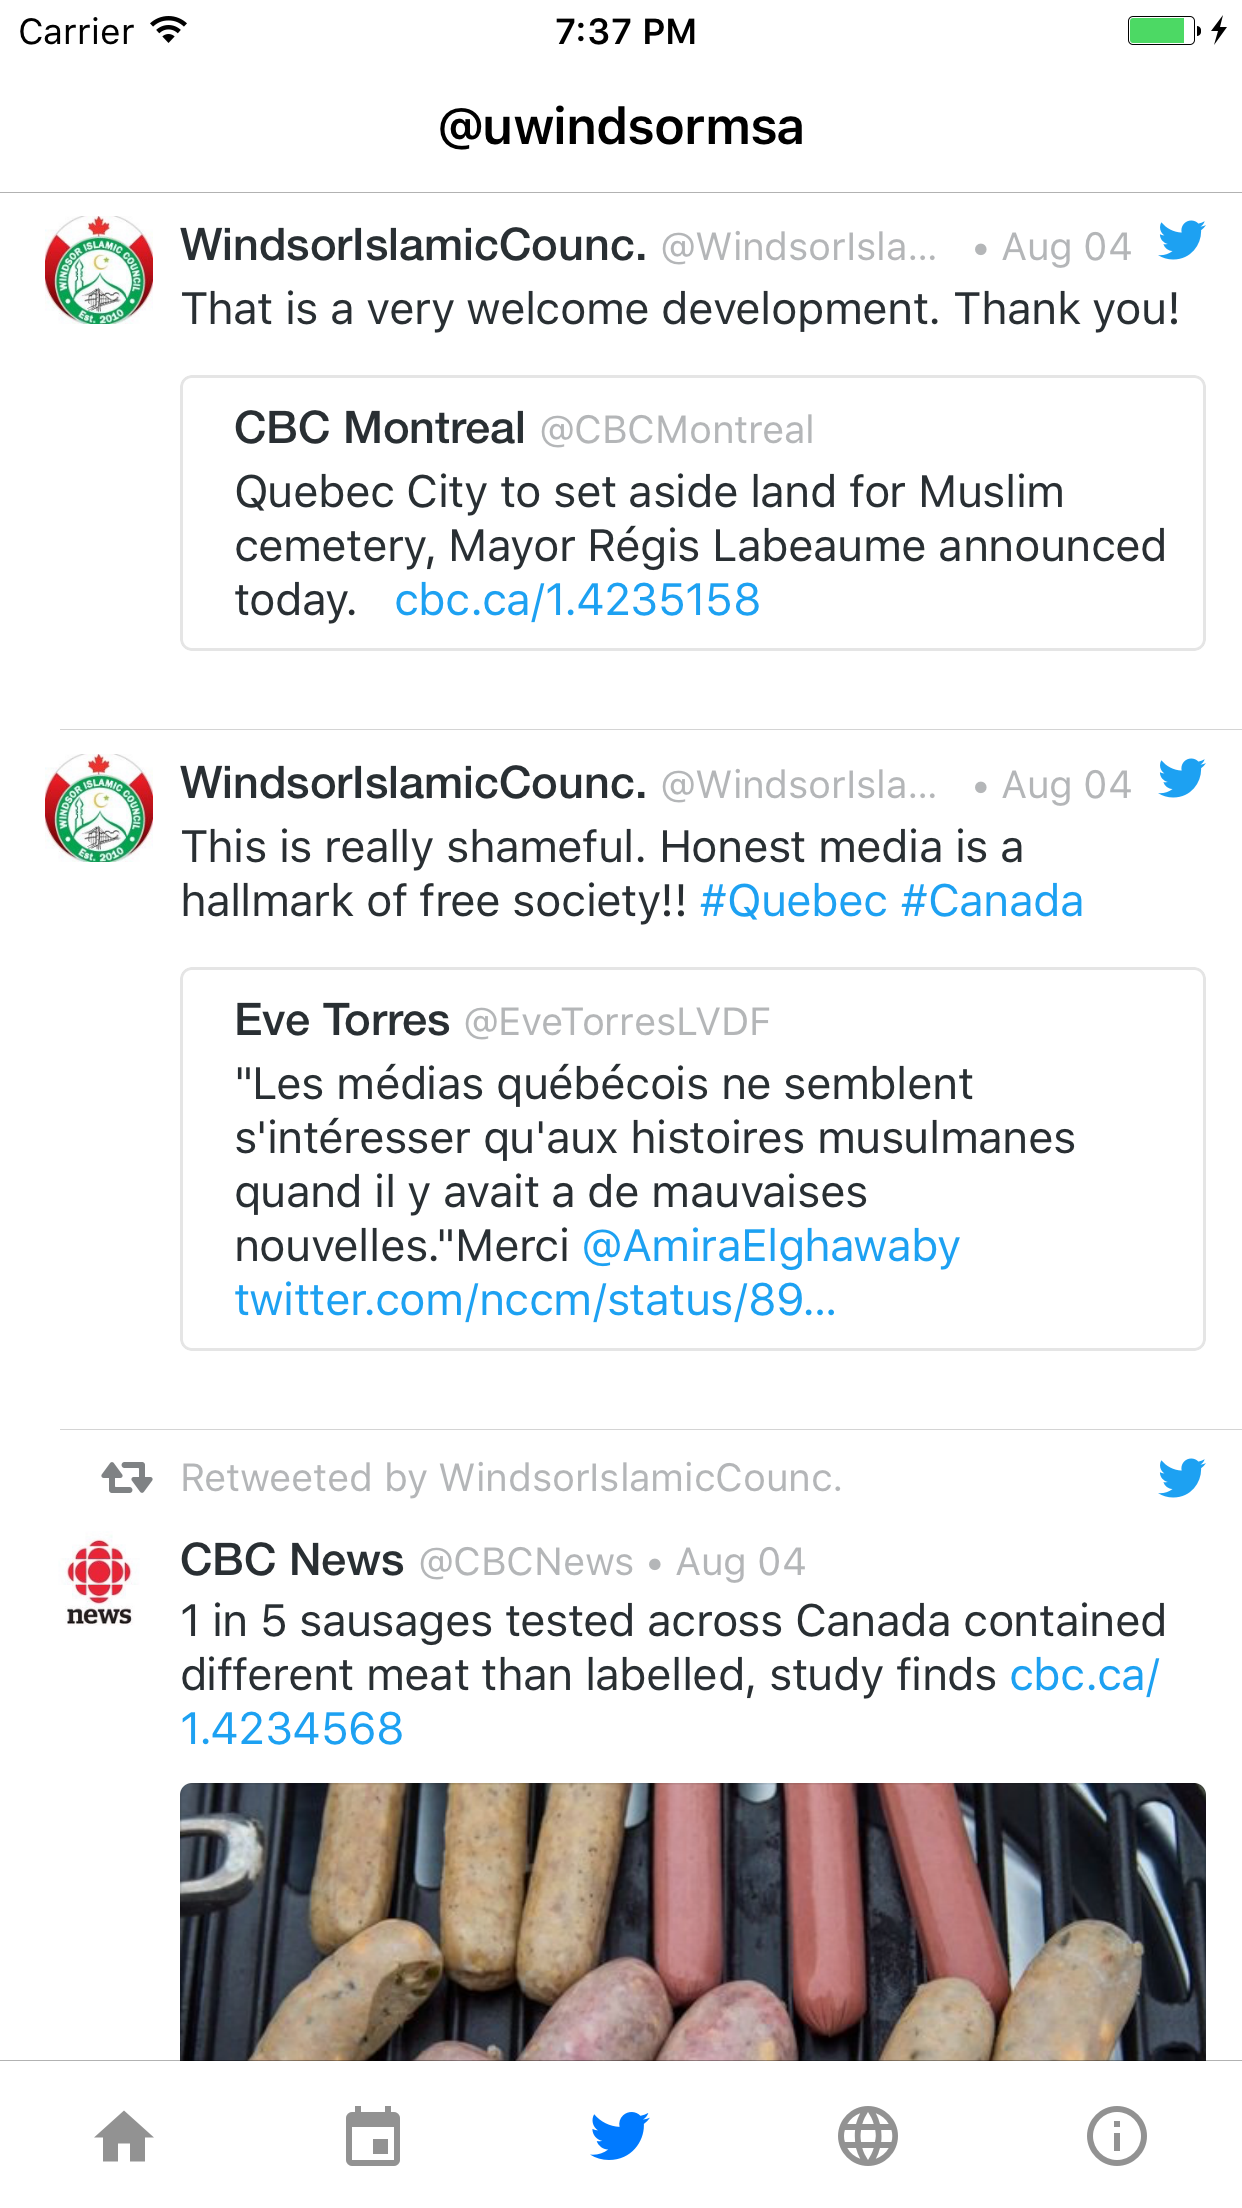 Carrier 7:37 PM
@uwindsormsa
WINDSOR ISLAMIC COUNCIL
Est. 2010
WindsorIslamicCounc. @WindsorIsla... • Aug 04
That is a very welcome development. Thank you!
CBC Montreal @CBCMontreal
Quebec City to set aside land for Muslim
cemetery, Mayor Régis Labeaume announced
today. cbc.ca/1.4235158
WINDSOR ISLAMIC COUNCIL
Est. 2010
WindsorIslamicCounc. @WindsorIsla... • Aug 04
This is really shameful. Honest media is a
hallmark of free society!! #Quebec #Canada
Eve Torres @EveTorresLVDF
"Les médias québécois ne semblent
s'intéresser qu'aux histoires musulmanes
quand il y avait a de mauvaises
nouvelles."Merci @AmiraElghawaby
twitter.com/nccm/status/89...
Retweeted by WindsorIslamicCounc.
news
CBC News @CBCNews • Aug 04
1 in 5 sausages tested across Canada contained
different meat than labelled, study finds cbc.ca/
1.4234568